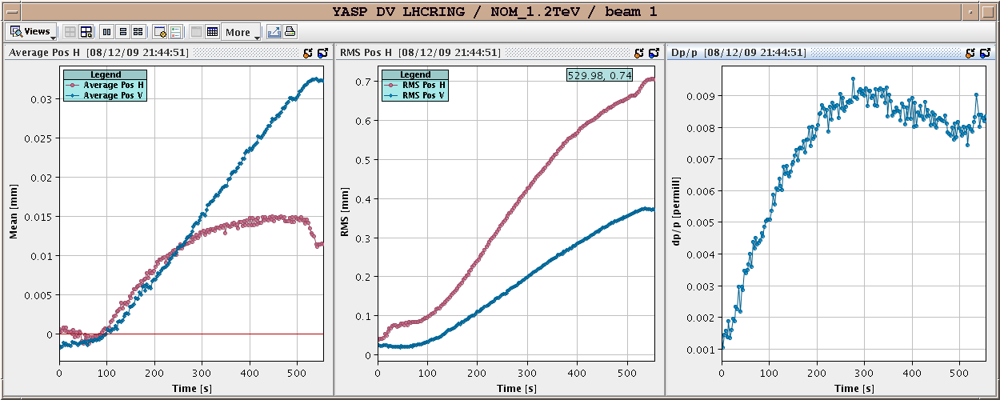 YASP DV LHCRING / NOM_1.2TeV / beam 1
Views
More
Average Pos H [08/12/09 21:44:51]
Legend
Average Pos H
Average Pos V
Mean [mm]
0.03
0.025
0.02
0.015
0.01
0.005
0
0 100 200 300 400 500
Time [s]
RMS Pos H [08/12/09 21:44:51]
Legend
RMS Pos H
RMS Pos V
529.98, 0.74
RMS [mm]
0.7
0.6
0.5
0.4
0.3
0.2
0.1
0
0 100 200 300 400 500
Time [s]
Dp/p [08/12/09 21:44:51]
dp/p [permill]
0.009
0.008
0.007
0.006
0.005
0.004
0.003
0.002
0.001
0 100 200 300 400 500
Time [s]